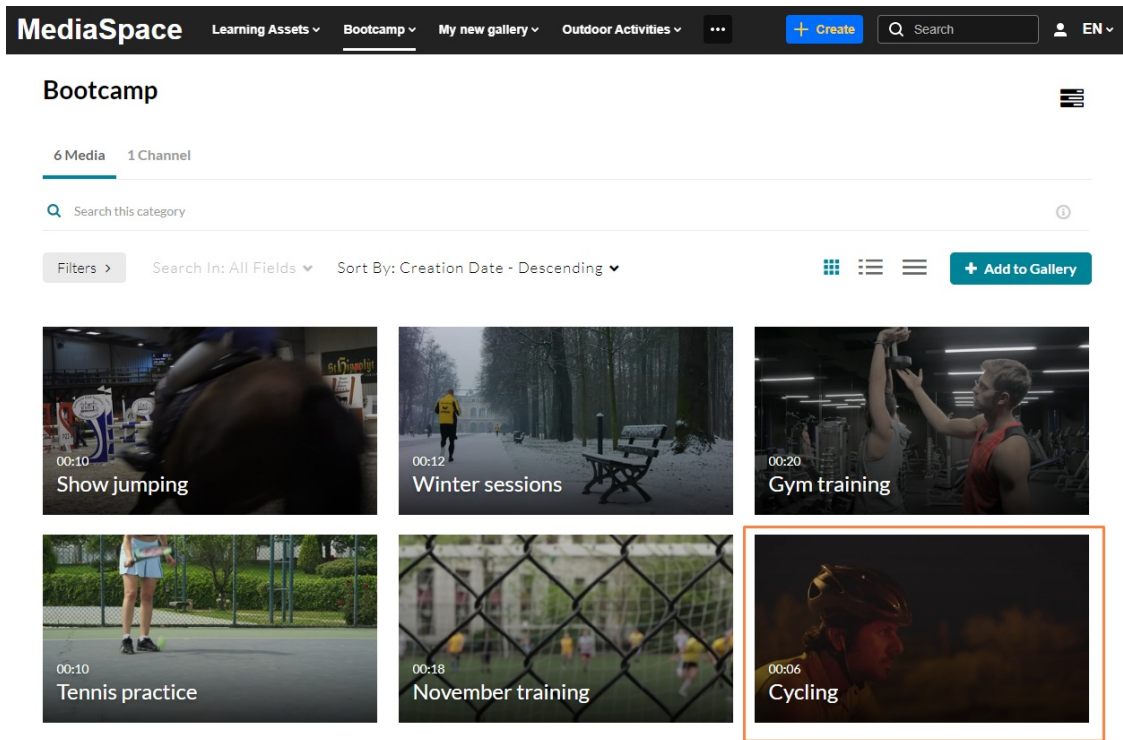 MediaSpace Learning Assets Bootcamp My new gallery Outdoor Activities ••• + Create Search EN
Bootcamp
6 Media 1 Channel
Search this category
Filters > Search In: All Fields Sort By: Creation Date - Descending + Add to Gallery
St Hippolyt
00:10 00:12 00:20
Show jumping Winter sessions Gym training
00:10 00:18 00:06
Tennis practice November training Cycling